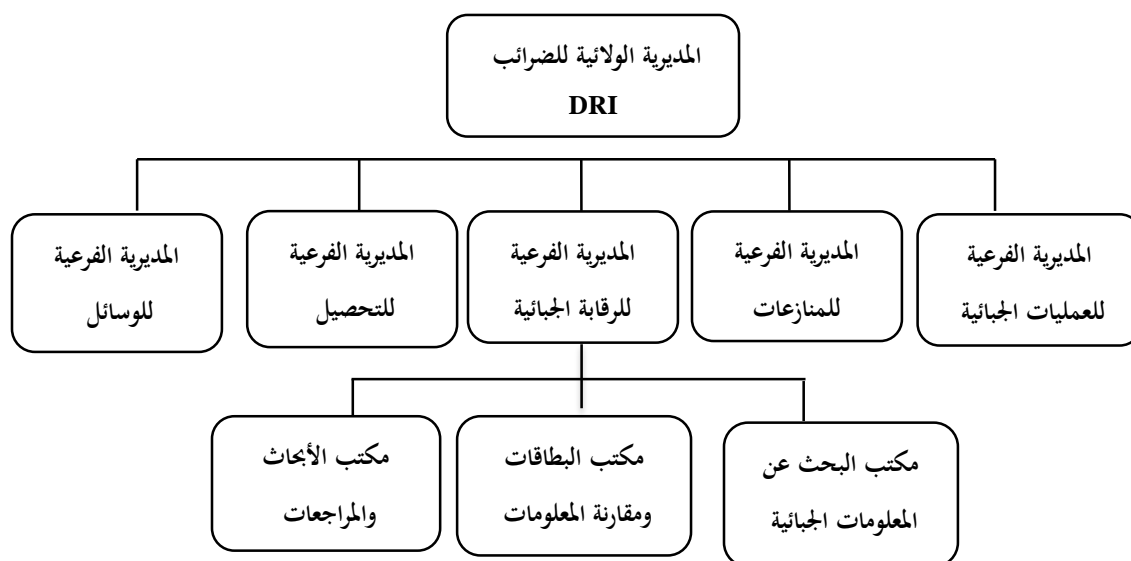 المديرية الولائية للضرائب
DRI
المديرية الفرعية
للعمليات الجبائية
المديرية الفرعية
للمنازعات
المديرية الفرعية
للرقابة الجبائية
المديرية الفرعية
للتحصيل
المديرية الفرعية
للوسائل
مكتب البحث عن
المعلومات الجبائية
مكتب البطاقات
ومقارنة المعلومات
مكتب الأبحاث
والمراجعات